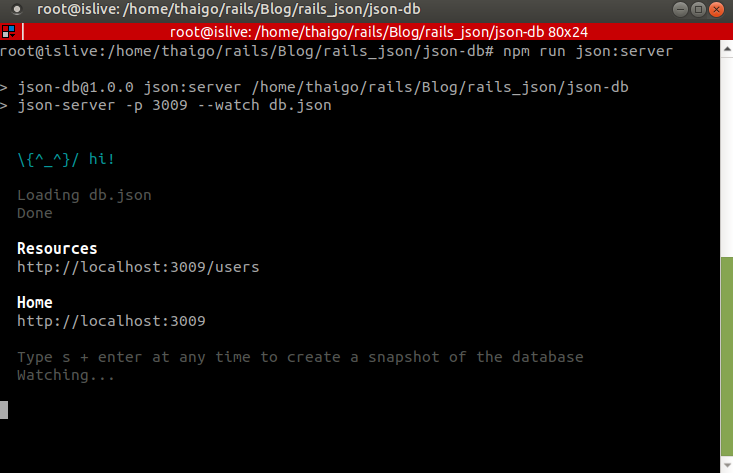 root@islive: /home/thaigo/rails/Blog/rails_json/json-db
root@islive: /home/thaigo/rails/Blog/rails_json/json-db 80x24
root@islive:/home/thaigo/rails/Blog/rails_json/json-db# npm run json:server
> json-db@1.0.0 json:server /home/thaigo/rails/Blog/rails_json/json-db
> json-server -p 3009 --watch db.json
\{^_^}/ hi!
Loading db.json
Done
Resources
http://localhost:3009/users
Home
http://localhost:3009
Type s + enter at any time to create a snapshot of the database
Watching...